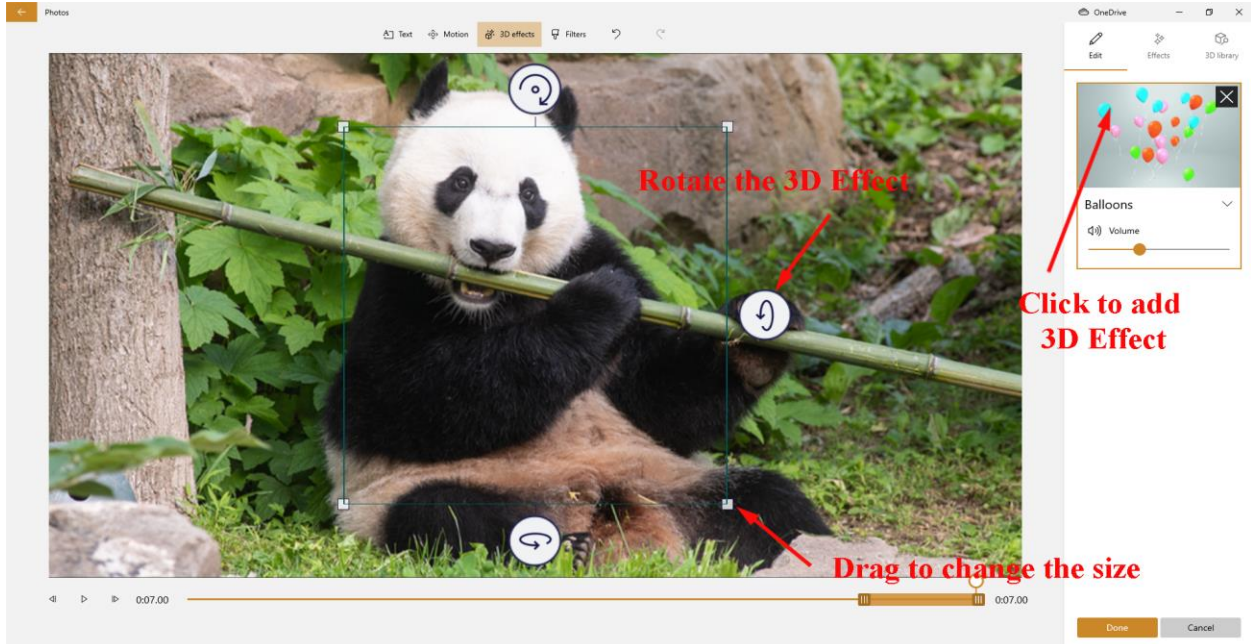 Photos
OneDrive
Text Motion 3D effects Filters
Edit Effects 3D library
Rotate the 3D Effect
Balloons
Volume
Click to add
3D Effect
Drag to change the size
0:07.00
0:07.00
Done Cancel